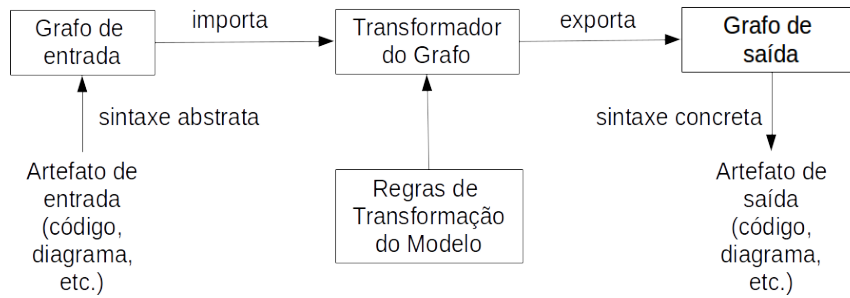 Grafo de
entrada
importa
Transformador
do Grafo
exporta
Grafo de
saída
sintaxe abstrata
sintaxe concreta
Artefato de
entrada
(código,
diagrama,
etc.)
Regras de
Transformação
do Modelo
Artefato de
saída
(código,
diagrama,
etc.)